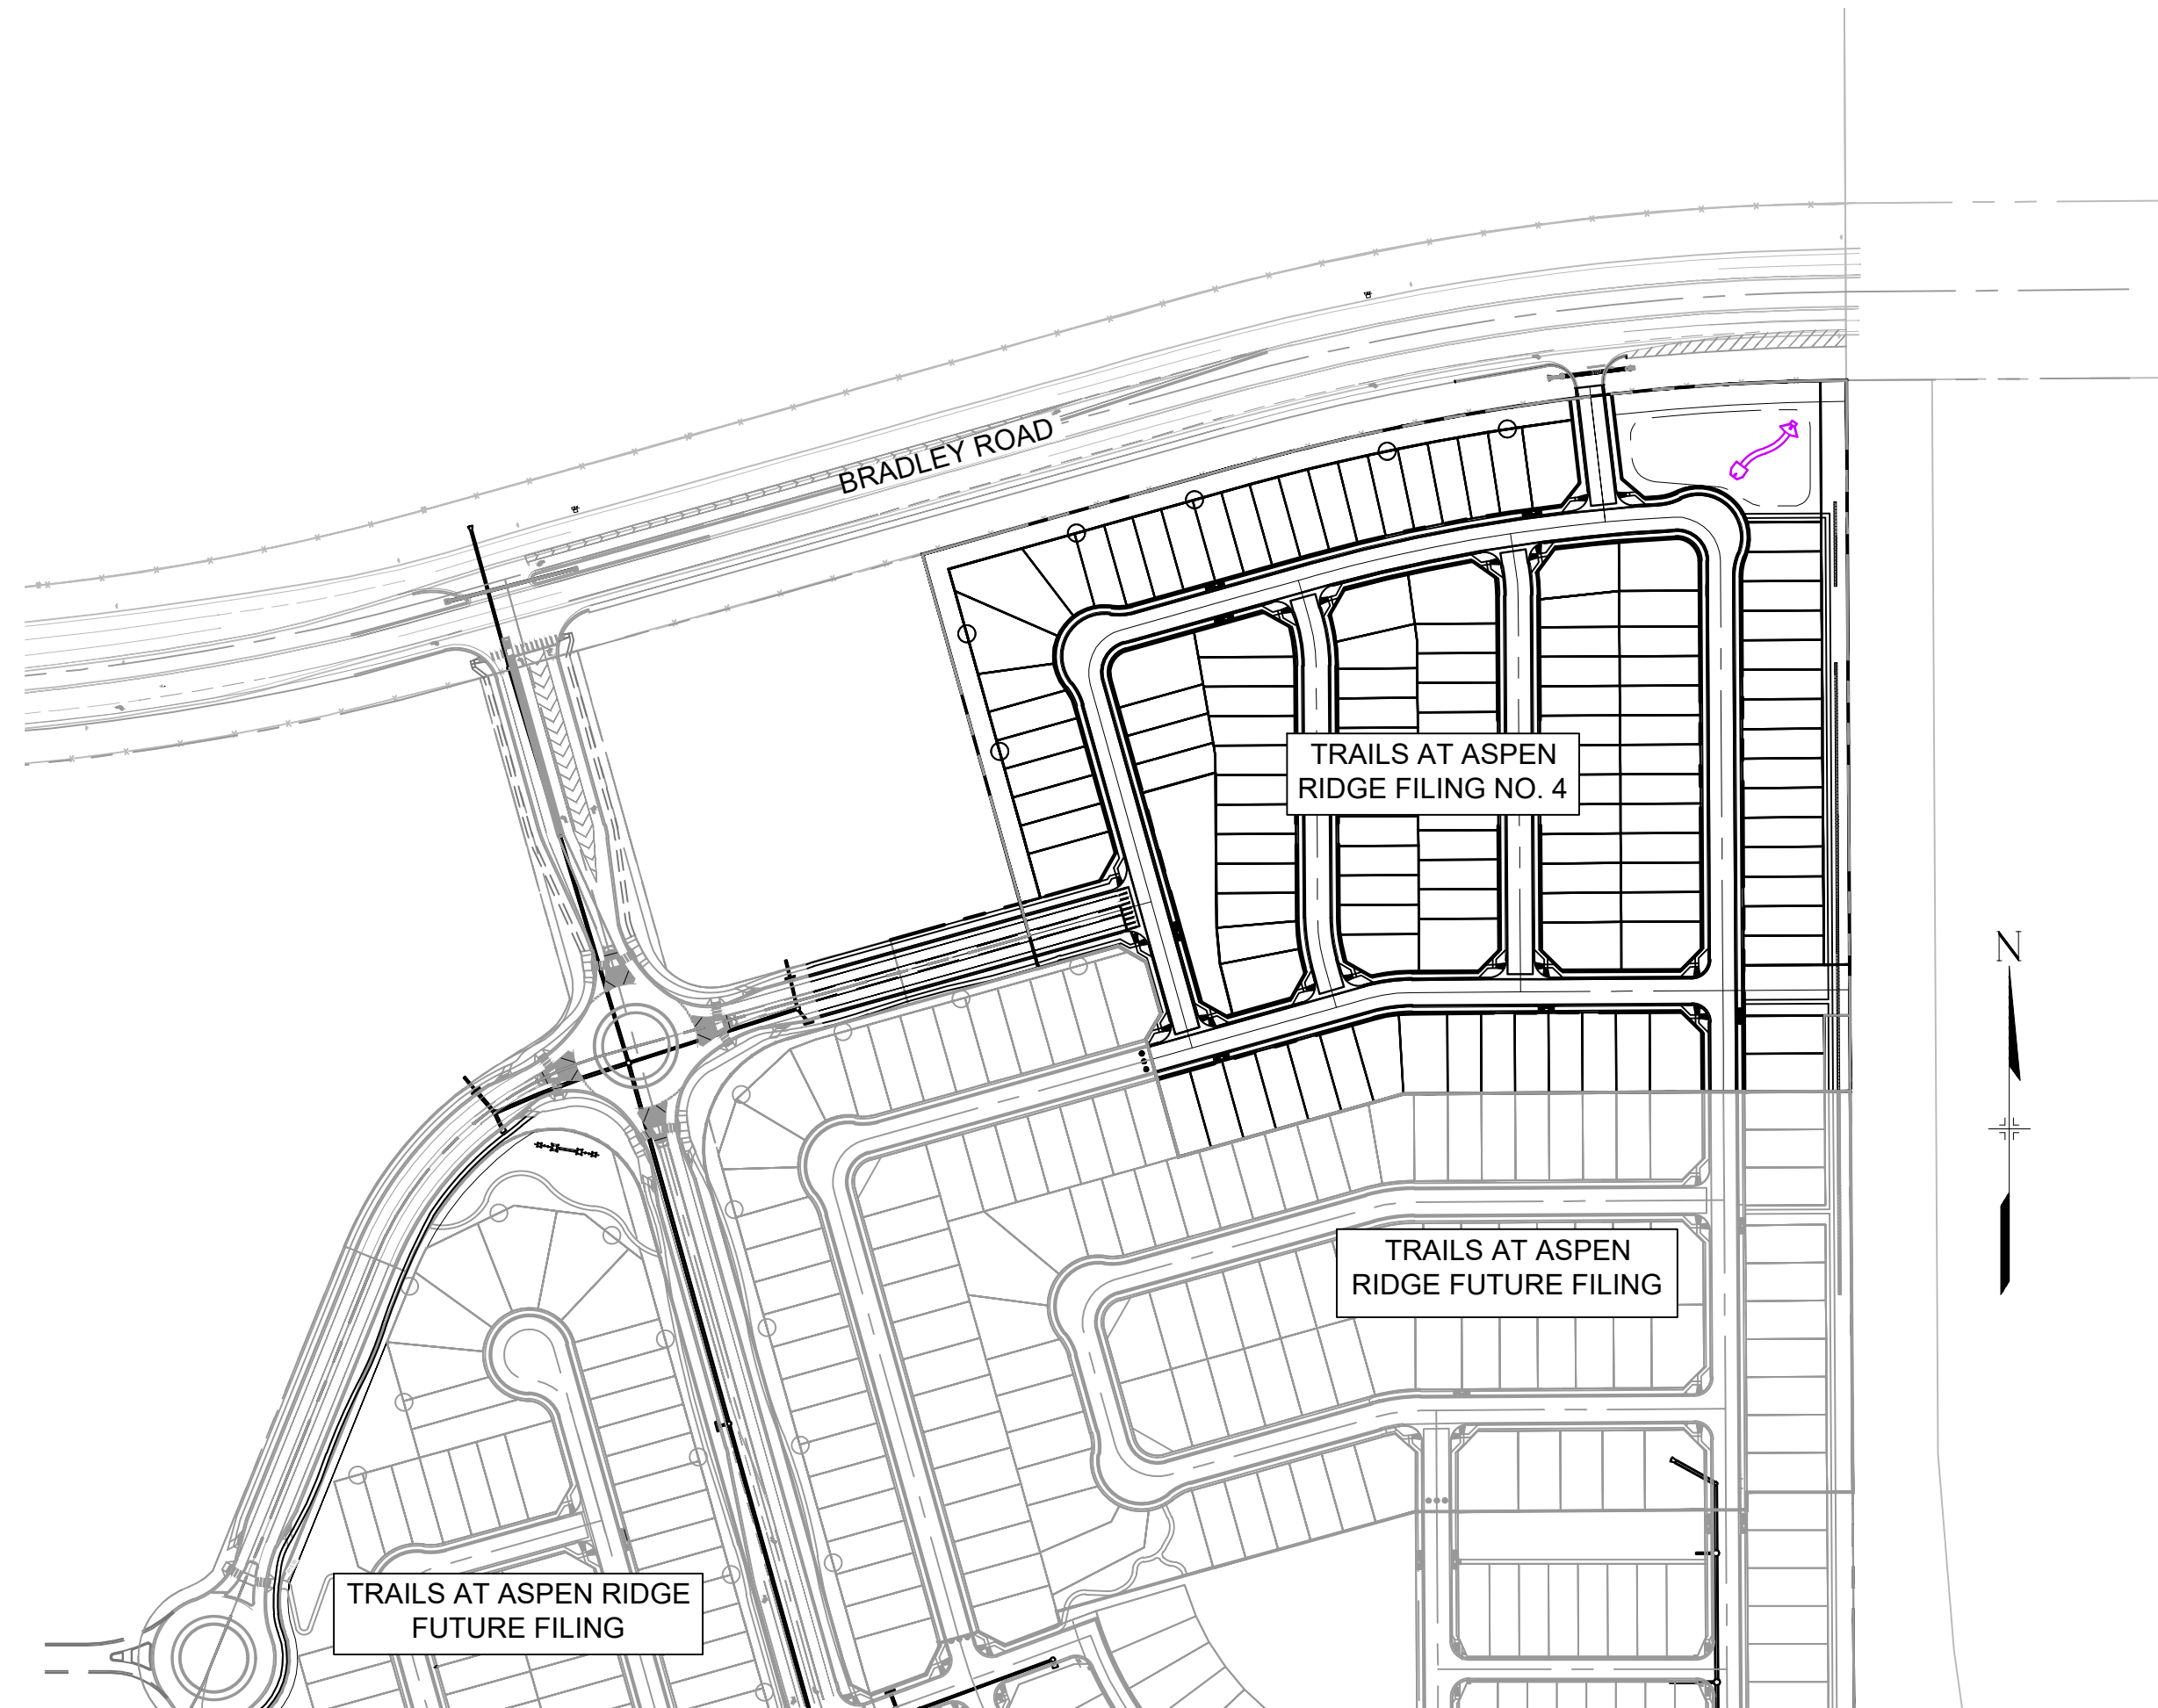 BRADLEY ROAD
TRAILS AT ASPEN
RIDGE FILING NO. 4
N
TRAILS AT ASPEN
RIDGE FUTURE FILING
TRAILS AT ASPEN RIDGE
FUTURE FILING